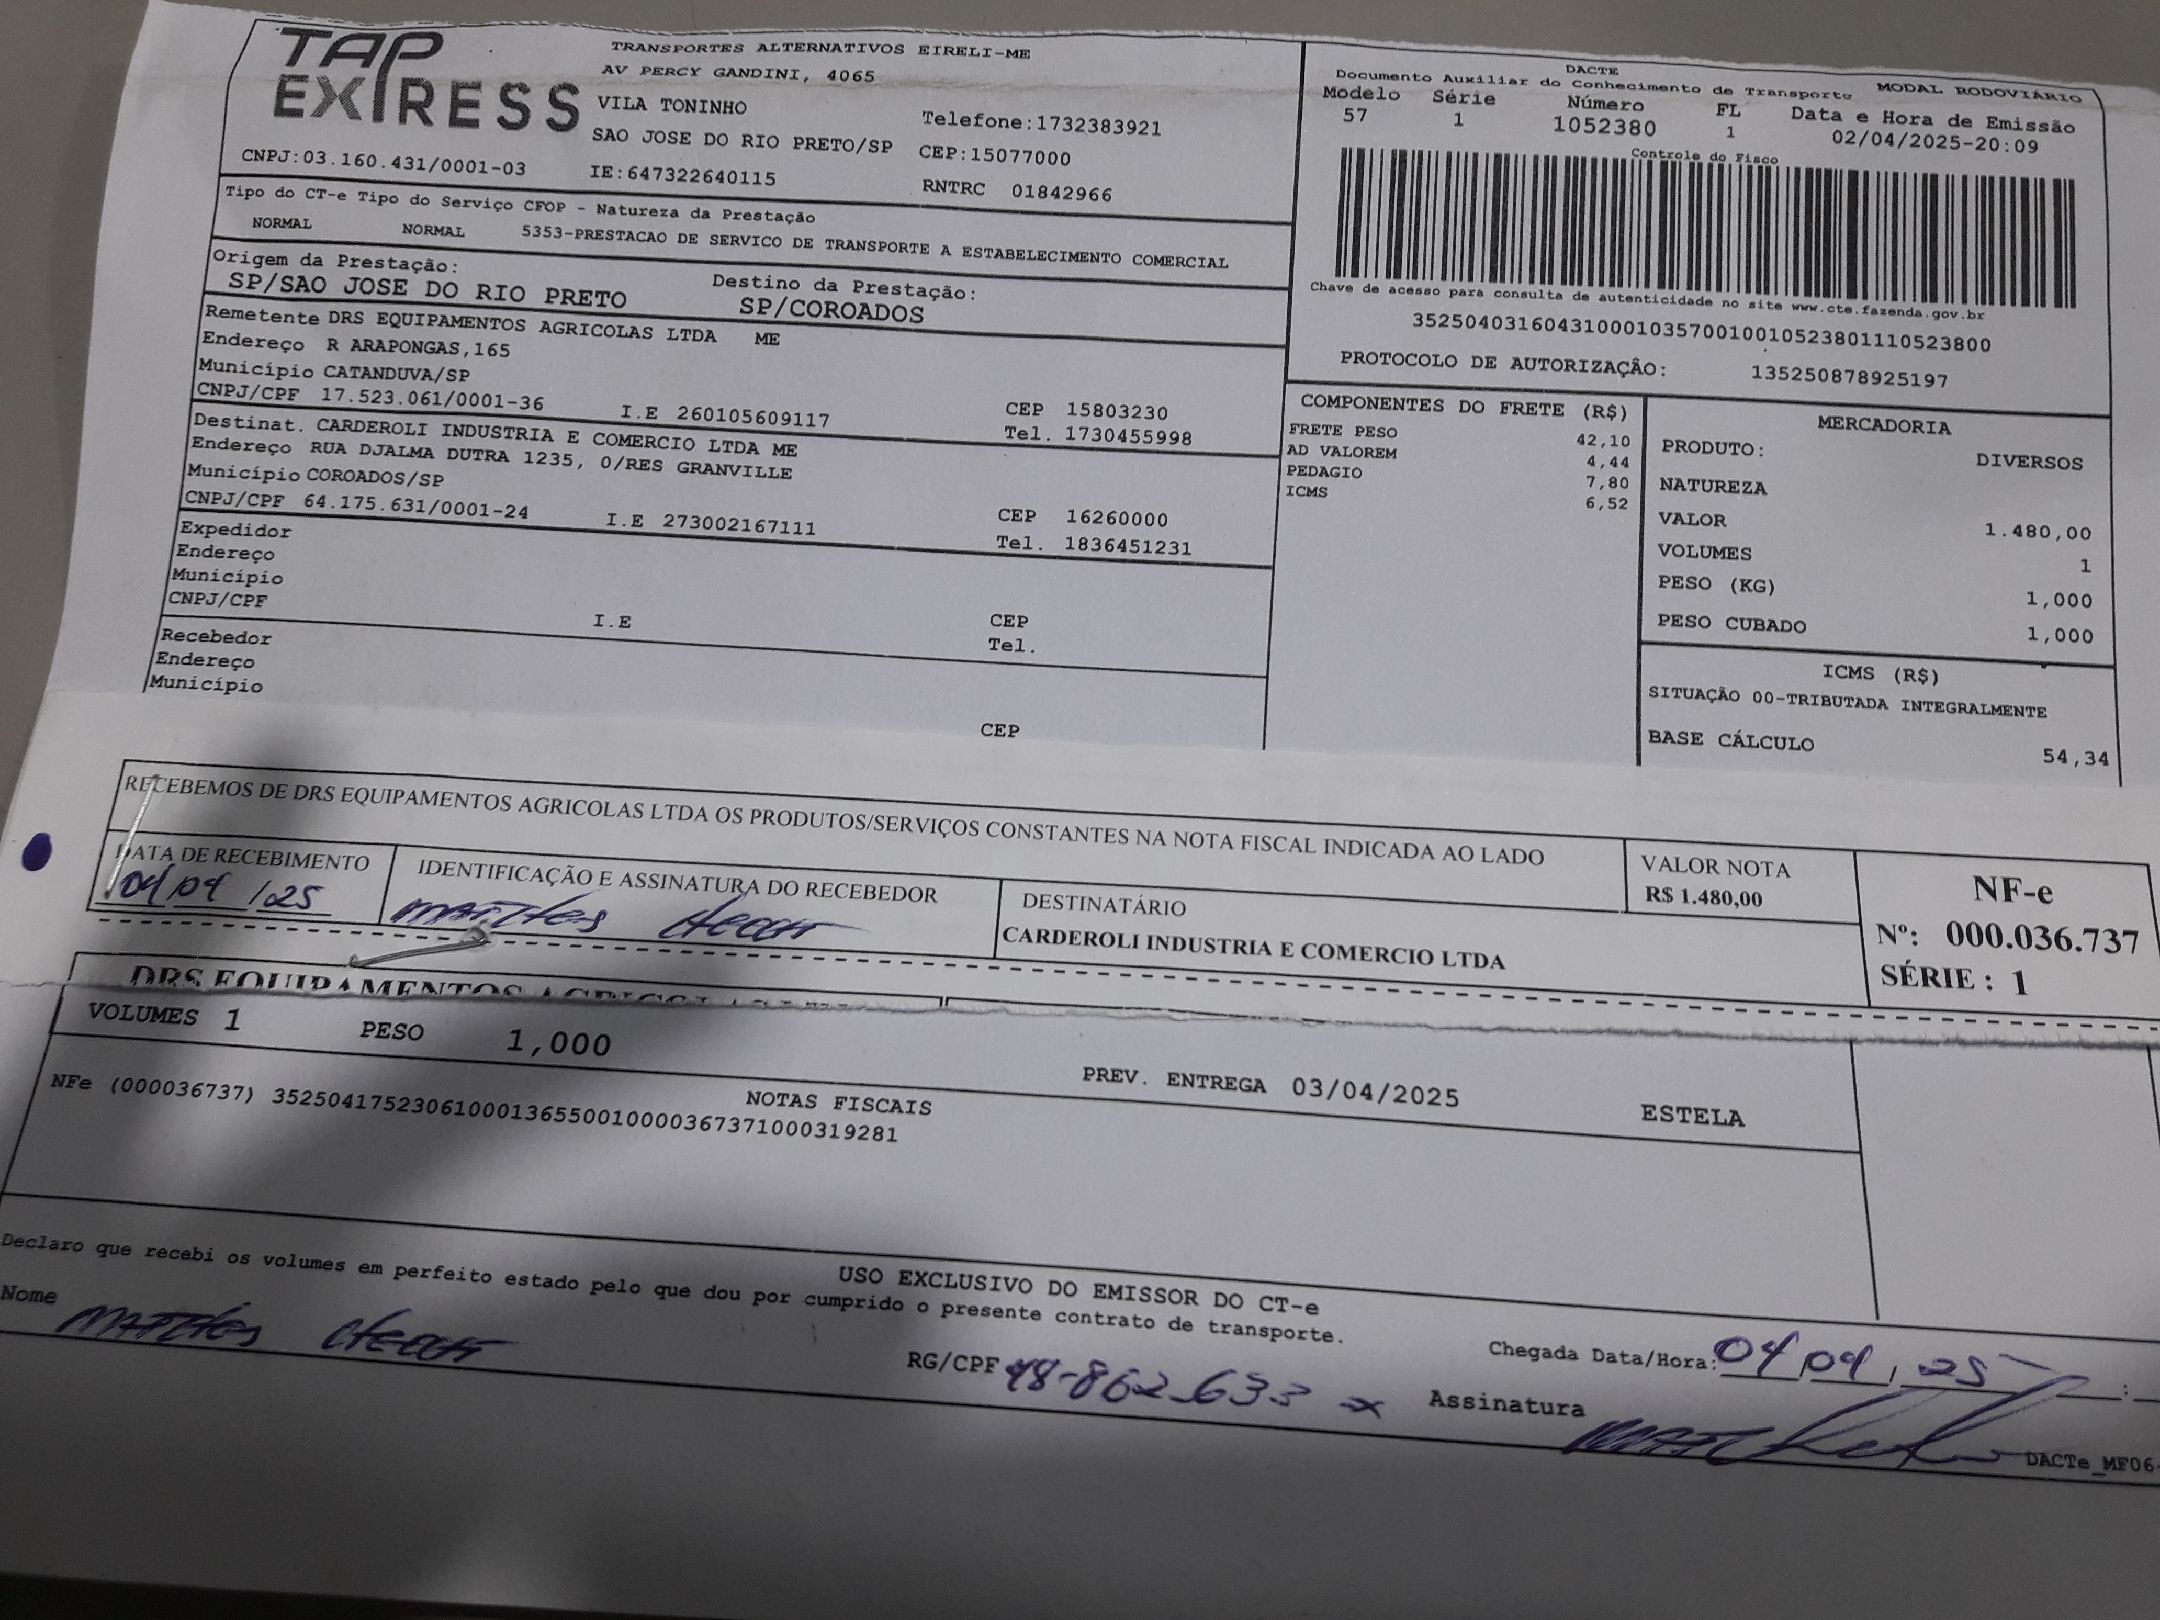 TAP EXPRESS
TRANSPORTES ALTERNATIVOS EIRELI-ME
AV PERCY GANDINI, 4065
VILA TONINHO
Telefone:1732383921
SAO JOSE DO RIO PRETO/SP CEP:15077000
CNPJ:03.160.431/0001-03 IE:647322640115 RNTRC 01842966
DACTE
Documento Auxiliar do Conhecimento de Transporte MODAL RODOVIÁRIO
Modelo Série Número FL Data e Hora de Emissão
57 1 1052380 1 02/04/2025-20:09
Controle do Fisco
Chave de acesso para consulta de autenticidade no site www.cte.fazenda.gov.br
35250403160431000103570010010523801110523800
PROTOCOLO DE AUTORIZAÇÂO: 135250878925197
Tipo do CT-e Tipo do Serviço CFOP - Natureza da Prestação
NORMAL NORMAL 5353-PRESTACAO DE SERVICO DE TRANSPORTE A ESTABELECIMENTO COMERCIAL
Origem da Prestação: Destino da Prestação:
SP/SAO JOSE DO RIO PRETO SP/COROADOS
Remetente DRS EQUIPAMENTOS AGRICOLAS LTDA ME
Endereço R ARAPONGAS,165
Município CATANDUVA/SP CEP 15803230
CNPJ/CPF 17.523.061/0001-36 I.E 260105609117 Tel. 1730455998
Destinat. CARDEROLI INDUSTRIA E COMERCIO LTDA ME
Endereço RUA DJALMA DUTRA 1235, 0/RES GRANVILLE
Município COROADOS/SP CEP 16260000
CNPJ/CPF 64.175.631/0001-24 I.E 273002167111 Tel. 1836451231
Expedidor
Endereço
Município CEP
CNPJ/CPF I.E Tel.
Recebedor
Endereço
Município CEP
COMPONENTES DO FRETE (R$)
FRETE PESO 42,10
AD VALOREM 4,44
PEDAGIO 7,80
ICMS 6,52
MERCADORIA
PRODUTO: DIVERSOS
NATUREZA
VALOR 1.480,00
VOLUMES 1
PESO (KG) 1,000
PESO CUBADO 1,000
ICMS (R$)
SITUAÇÃO 00-TRIBUTADA INTEGRALMENTE
BASE CÁLCULO 54,34
RECEBEMOS DE DRS EQUIPAMENTOS AGRICOLAS LTDA OS PRODUTOS/SERVIÇOS CONSTANTES NA NOTA FISCAL INDICADA AO LADO
VALOR NOTA
R$ 1.480,00
NF-e
Nº: 000.036.737
SÉRIE : 1
DATA DE RECEBIMENTO
04/04/25
IDENTIFICAÇÃO E ASSINATURA DO RECEBEDOR
DESTINATÁRIO
CARDEROLI INDUSTRIA E COMERCIO LTDA
DRS EQUIPAMENTOS AGRICOLAS
VOLUMES 1 PESO 1,000 PREV. ENTREGA 03/04/2025 ESTELA
NOTAS FISCAIS
NFe (000036737) 35250417523061000136550010000367371000319281
USO EXCLUSIVO DO EMISSOR DO CT-e
Declaro que recebi os volumes em perfeito estado pelo que dou por cumprido o presente contrato de transporte.
Nome
RG/CPF 48-862.633 x
Chegada Data/Hora: 04/04/25 :
Assinatura
DACTe_MF06